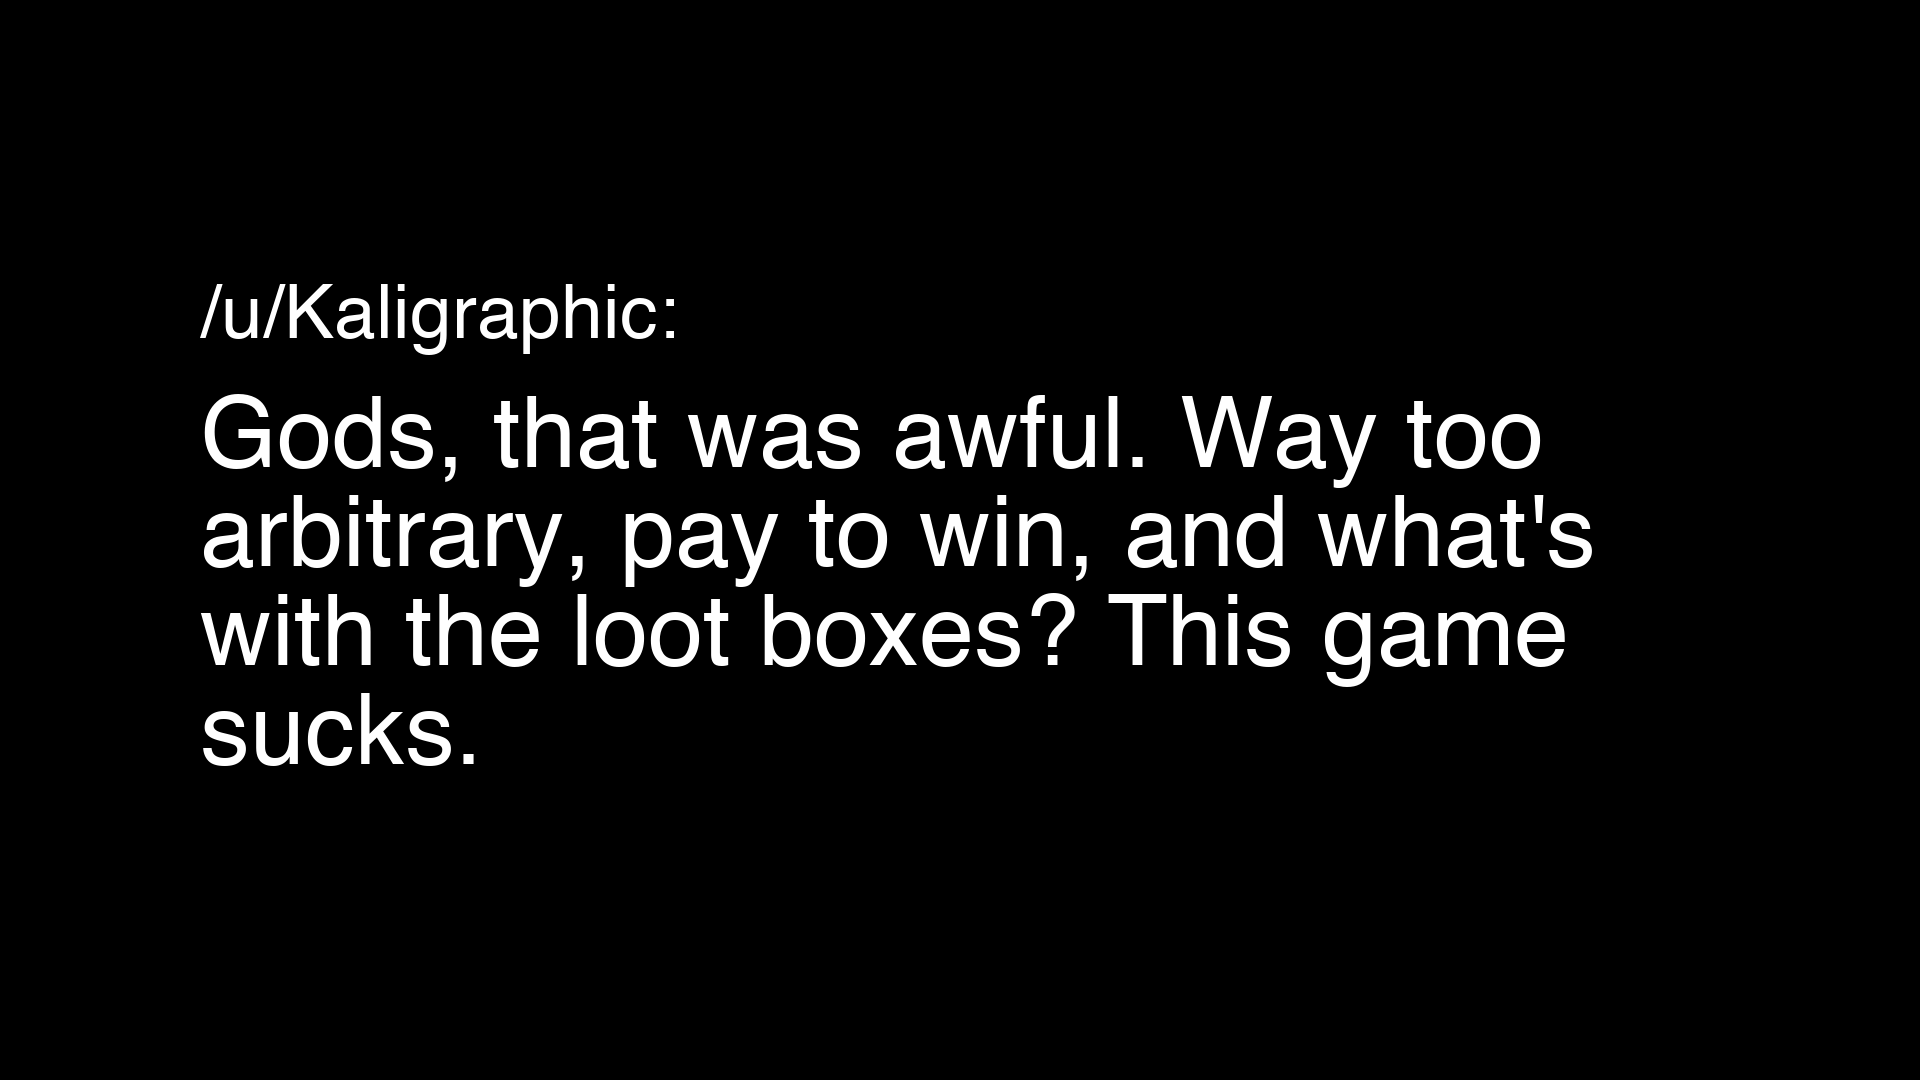 /u/Kaligraphic:
Gods, that was awful. Way too
arbitrary, pay to win, and what's
with the loot boxes? This game
sucks.